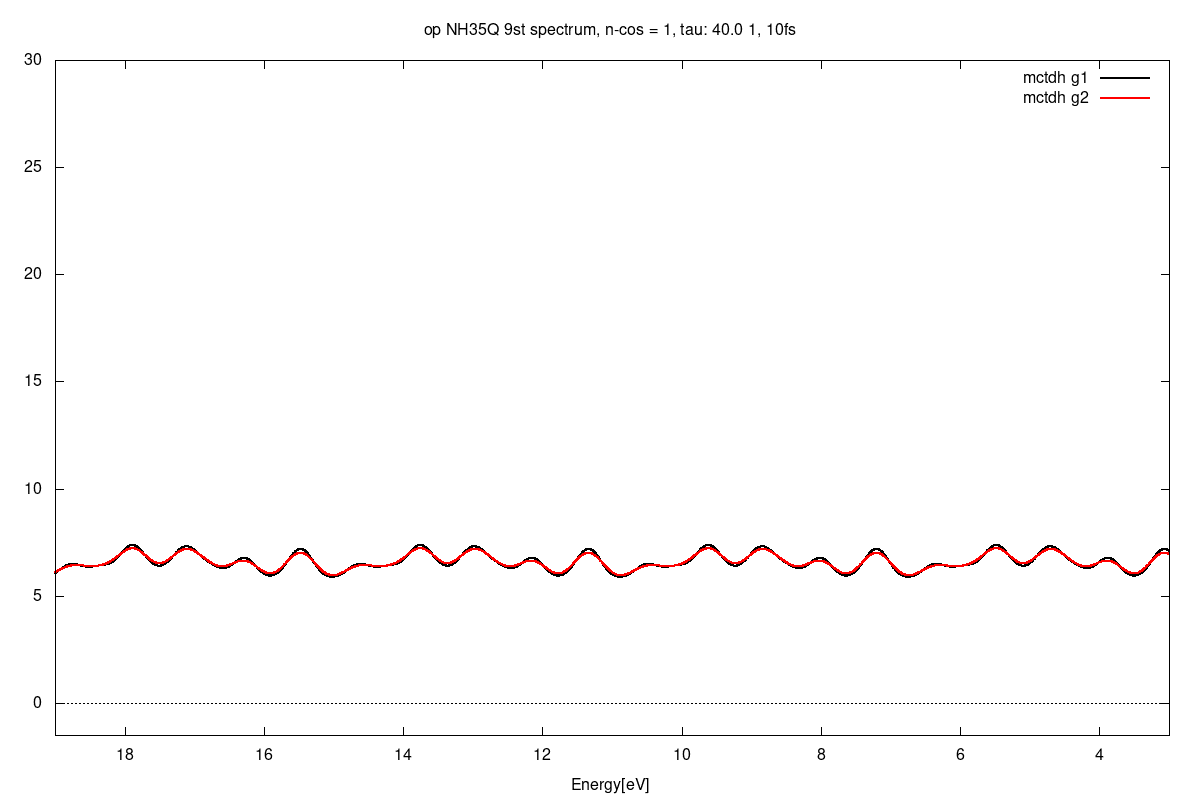 op NH35Q 9st spectrum, n-cos = 1, tau: 40.0 1, 10fs
mctdh g1
mctdh g2
30
25
20
15
10
5
0
18 16 14 12 10 8 6 4
Energy[eV]